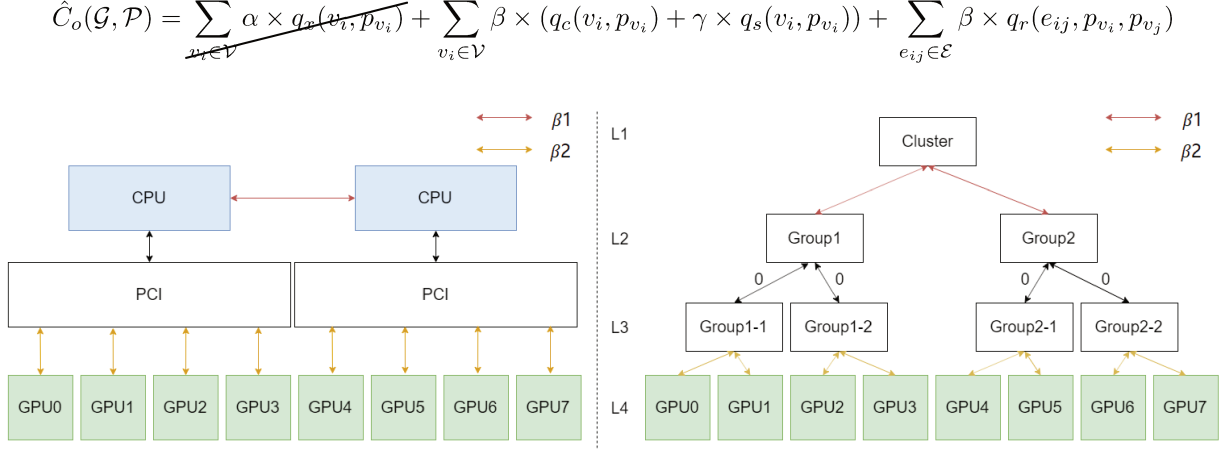 Ĉ_o(𝒢, 𝒫) = ∑_{v_i∈𝒱} α × q_x(v_i, p_{v_i}) + ∑_{v_i∈𝒱} β × (q_c(v_i, p_{v_i}) + γ × q_s(v_i, p_{v_i})) + ∑_{e_{ij}∈ℰ} β × q_r(e_{ij}, p_{v_i}, p_{v_j})
β1
β2
CPU
CPU
PCI
PCI
GPU0
GPU1
GPU2
GPU3
GPU4
GPU5
GPU6
GPU7
L1
L2
L3
L4
β1
β2
Cluster
Group1
Group2
0
0
0
0
Group1-1
Group1-2
Group2-1
Group2-2
GPU0
GPU1
GPU2
GPU3
GPU4
GPU5
GPU6
GPU7